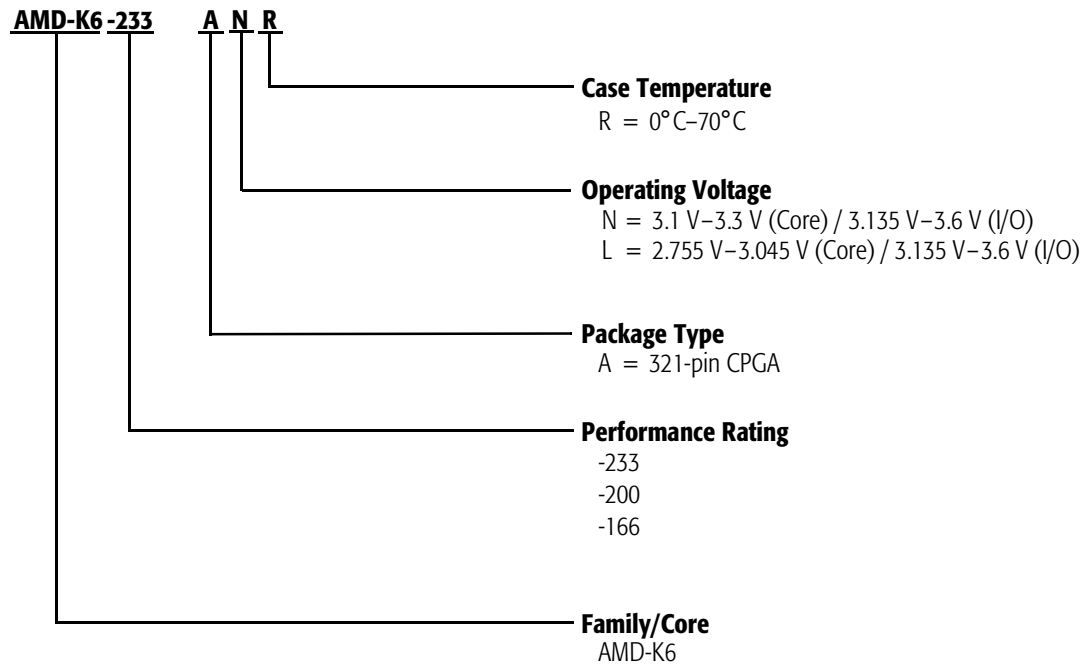 AMD-K6 -233 A N R
Case Temperature
R = 0°C–70°C
Operating Voltage
N = 3.1 V–3.3 V (Core) / 3.135 V–3.6 V (I/O)
L = 2.755 V–3.045 V (Core) / 3.135 V–3.6 V (I/O)
Package Type
A = 321-pin CPGA
Performance Rating
-233
-200
-166
Family/Core
AMD-K6